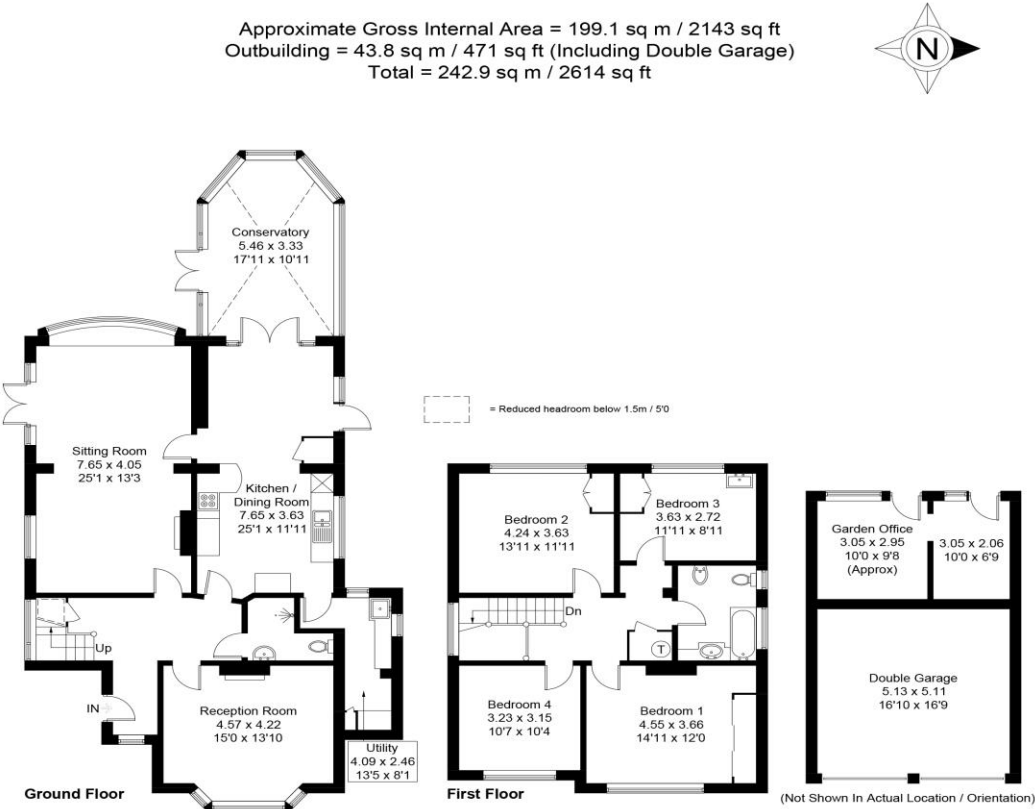 Approximate Gross Internal Area = 199.1 sq m / 2143 sq ft
Outbuilding = 43.8 sq m / 471 sq ft (Including Double Garage)
Total = 242.9 sq m / 2614 sq ft
N
Conservatory
5.46 x 3.33
17'11 x 10'11
= Reduced headroom below 1.5m / 5'0
Sitting Room
7.65 x 4.05
25'1 x 13'3
Kitchen /
Dining Room
7.65 x 3.63
25'1 x 11'11
Up
IN
Reception Room
4.57 x 4.22
15'0 x 13'10
Utility
4.09 x 2.46
13'5 x 8'1
Ground Floor
Bedroom 2
4.24 x 3.63
13'11 x 11'11
Bedroom 3
3.63 x 2.72
11'11 x 8'11
Dn
T
Bedroom 4
3.23 x 3.15
10'7 x 10'4
Bedroom 1
4.55 x 3.66
14'11 x 12'0
First Floor
Garden Office
3.05 x 2.95
10'0 x 9'8
(Approx)
3.05 x 2.06
10'0 x 6'9
Double Garage
5.13 x 5.11
16'10 x 16'9
(Not Shown In Actual Location / Orientation)